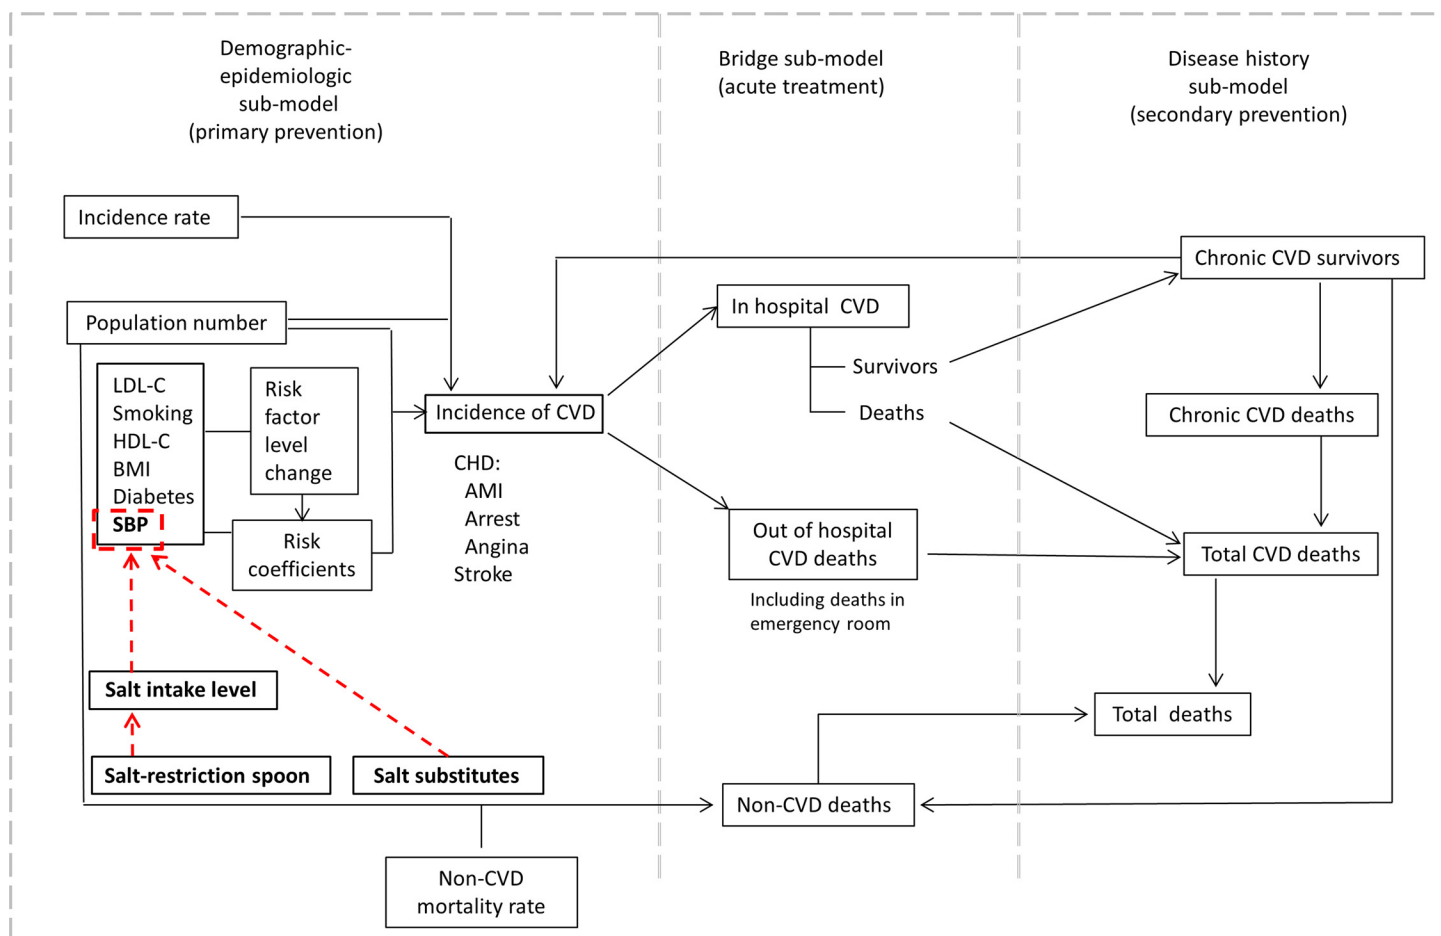 Demographic-
epidemiologic
sub-model
(primary prevention)
Bridge sub-model
(acute treatment)
Disease history
sub-model
(secondary prevention)
Incidence rate
Population number
LDL-C
Smoking
HDL-C
BMI
Diabetes
SBP
Risk
factor
level
change
Risk
coefficients
Incidence of CVD
CHD:
AMI
Arrest
Angina
Stroke
Salt intake level
Salt-restriction spoon
Salt substitutes
Non-CVD
mortality rate
In hospital CVD
Survivors
Deaths
Out of hospital
CVD deaths
Including deaths in
emergency room
Non-CVD deaths
Chronic CVD survivors
Chronic CVD deaths
Total CVD deaths
Total deaths